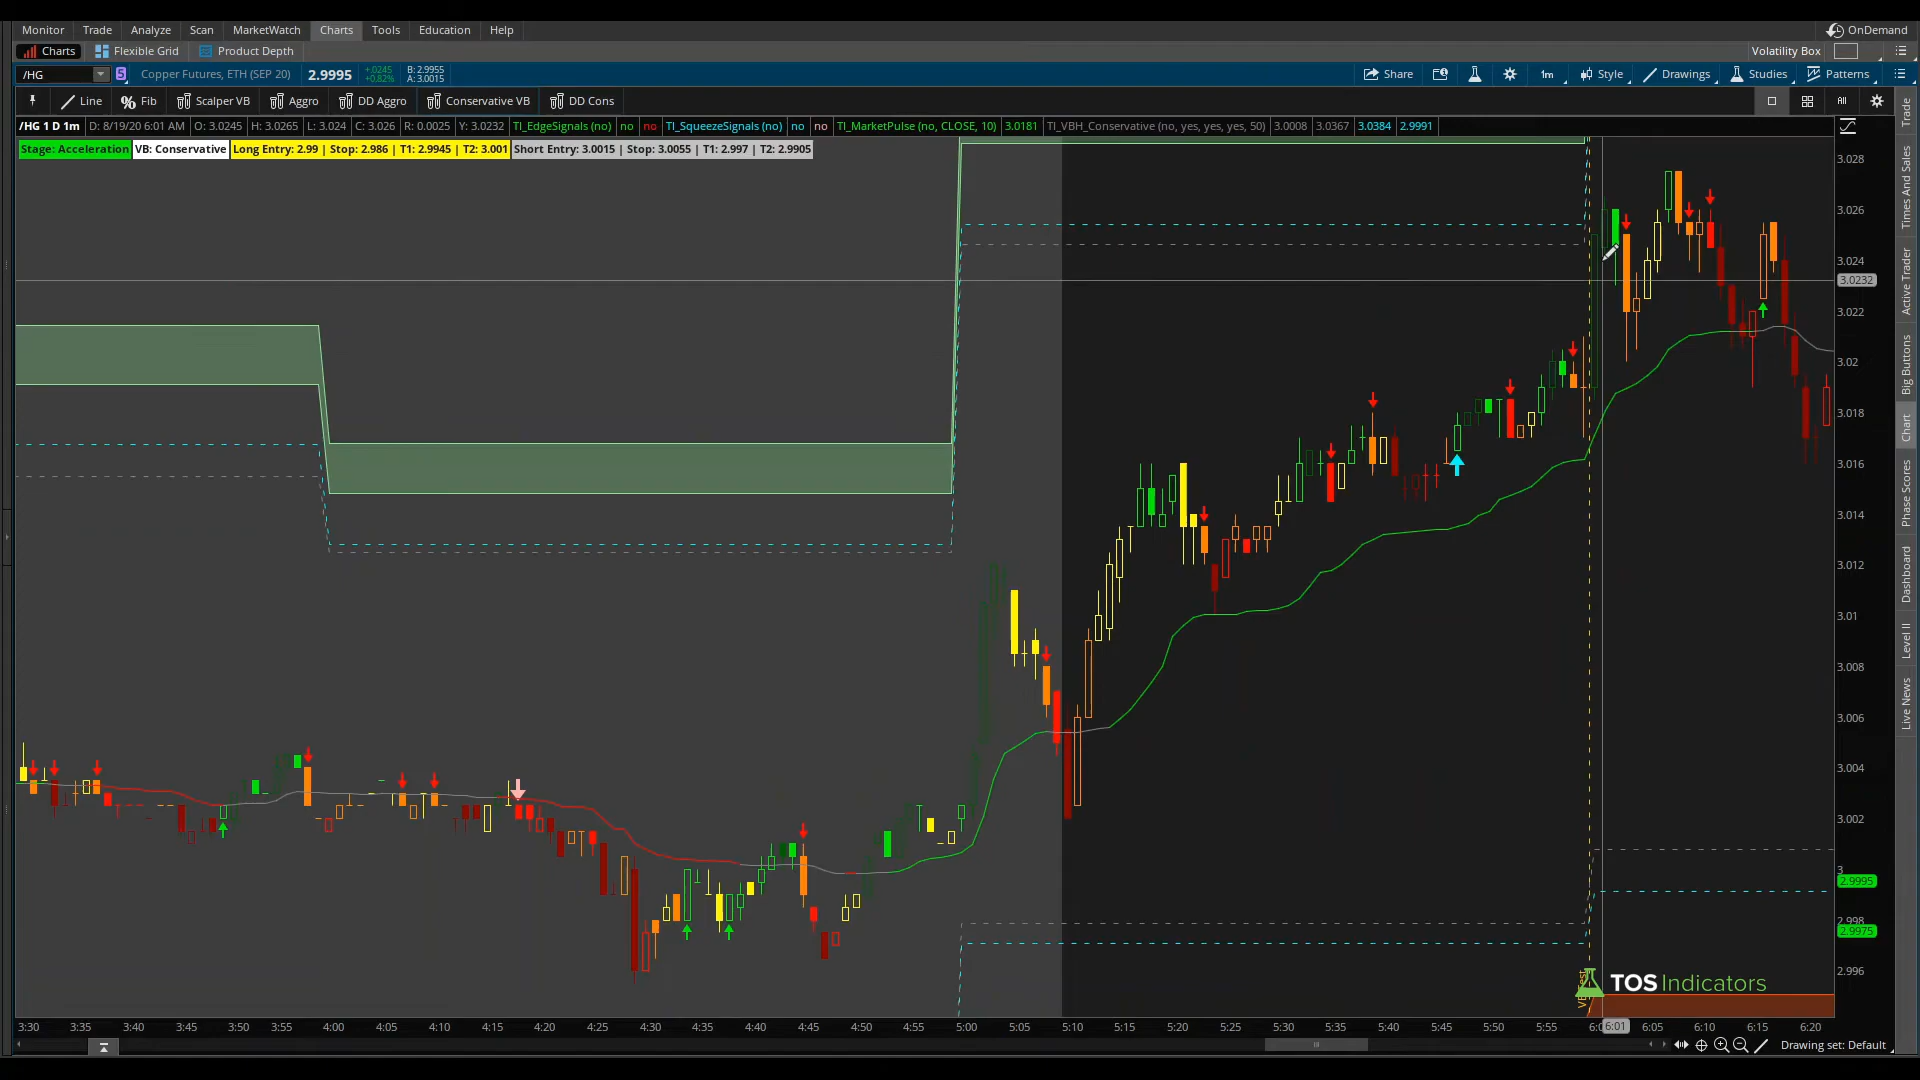 Monitor Trade Analyze Scan MarketWatch Charts Tools Education Help OnDemand
Charts Flexible Grid Product Depth Volatility Box
/HG 5 Copper Futures, ETH (SEP 20) 2.9995 +.0245 +0.82% B: 2.9955 A: 3.0015 Share 1m Style Drawings Studies Patterns
Line Fib Scalper VB Aggro DD Aggro Conservative VB DD Cons All
/HG 1 D 1m D: 8/19/20 6:01 AM O: 3.0245 H: 3.0265 L: 3.024 C: 3.026 R: 0.0025 Y: 3.0232 TI_EdgeSignals (no) no no TI_SqueezeSignals (no) no no TI_MarketPulse (no, CLOSE, 10) 3.0181 TI_VBH_Conservative (no, yes, yes, yes, 50) 3.0008 3.0367 3.0384 2.9991
Stage: Acceleration VB: Conservative Long Entry: 2.99 | Stop: 2.986 | T1: 2.9945 | T2: 3.001 Short Entry: 3.0015 | Stop: 3.0055 | T1: 2.997 | T2: 2.9905
3.028
3.026
3.024
3.0232
3.022
3.02
3.018
3.016
3.014
3.012
3.01
3.008
3.006
3.004
3.002
3
2.9995
2.998
2.9975
2.996
TOS Indicators
3:30 3:35 3:40 3:45 3:50 3:55 4:00 4:05 4:10 4:15 4:20 4:25 4:30 4:35 4:40 4:45 4:50 4:55 5:00 5:05 5:10 5:15 5:20 5:25 5:30 5:35 5:40 5:45 5:50 5:55 6:01 6:05 6:10 6:15 6:20
Drawing set: Default
Trade
Times And Sales
Active Trader
Big Buttons
Chart
Phase Scores
Dashboard
Level II
Live News